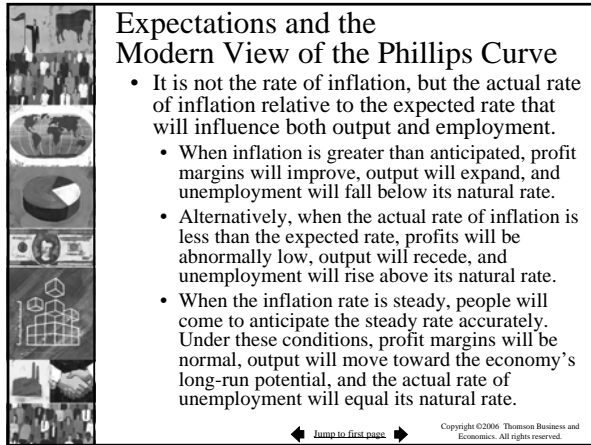 Expectations and the
Modern View of the Phillips Curve
• It is not the rate of inflation, but the actual rate
of inflation relative to the expected rate that
will influence both output and employment.
• When inflation is greater than anticipated, profit
margins will improve, output will expand, and
unemployment will fall below its natural rate.
• Alternatively, when the actual rate of inflation is
less than the expected rate, profits will be
abnormally low, output will recede, and
unemployment will rise above its natural rate.
• When the inflation rate is steady, people will
come to anticipate the steady rate accurately.
Under these conditions, profit margins will be
normal, output will move toward the economy's
long-run potential, and the actual rate of
unemployment will equal its natural rate.
Jump to first page
Copyright ©2006 Thomson Business and
Economics. All rights reserved.